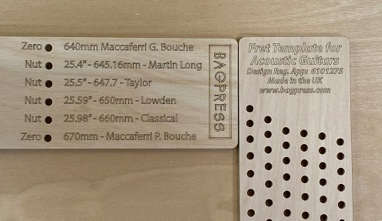 Zero 640mm Maccaferri G. Bouche
Nut 25.4" - 645.16mm - Martin Long
Nut 25.5" - 647.7 - Taylor
Nut 25.59" - 650mm - Lowden
Nut 25.98" - 660mm - Classical
Zero 670mm - Maccaferri P. Bouche
BAGPRESS
Fret Template for
Acoustic Guitars
Design Reg. Appn 6101275
Made in the UK
www.bagpress.com